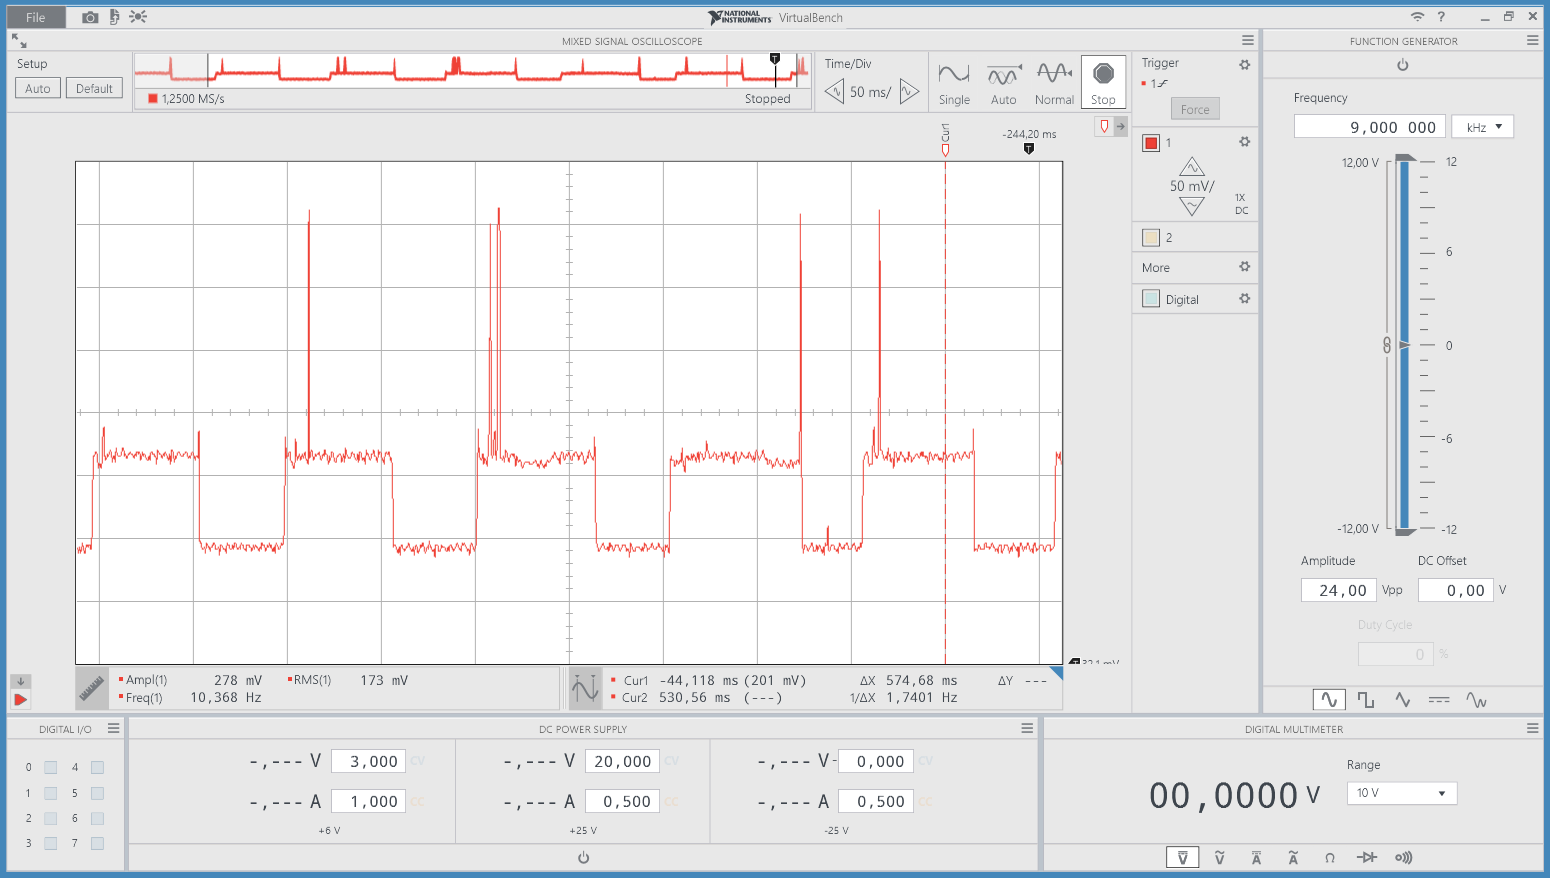 File
NATIONAL INSTRUMENTS VirtualBench
?
MIXED SIGNAL OSCILLOSCOPE
FUNCTION GENERATOR
Setup
Auto Default
1,2500 MS/s
Stopped
Time/Div
50 ms/
Single Auto Normal Stop
Trigger
1
Force
Cur1
-244,20 ms
T
1
50 mV/
1X
DC
2
More
Digital
Frequency
9,000 000 kHz
12,00 V
12
6
0
-6
-12,00 V
-12
Amplitude
24,00 Vpp
DC Offset
0,00 V
Duty Cycle
0 %
Ampl(1) 278 mV RMS(1) 173 mV
Freq(1) 10,368 Hz
Cur1 -44,118 ms (201 mV) ΔX 574,68 ms ΔY ---
Cur2 530,56 ms (---) 1/ΔX 1,7401 Hz
DIGITAL I/O
0 4
1 5
2 6
3 7
DC POWER SUPPLY
-,--- V 3,000 CV -,--- V 20,000 CV -,--- V- 0,000 CV
-,--- A 1,000 CC -,--- A 0,500 CC -,--- A 0,500 CC
+6 V +25 V -25 V
DIGITAL MULTIMETER
00,0000 V
Range
10 V
V V A A Ω